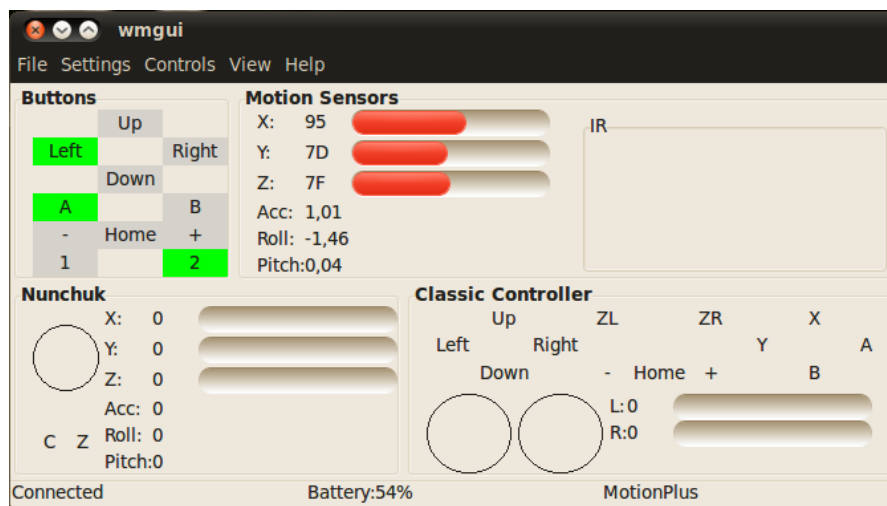 wmgui
File Settings Controls View Help
Buttons
Up
Left Right
Down
A B
- Home +
1 2
Motion Sensors
X: 95
Y: 7D
Z: 7F
Acc: 1,01
Roll: -1,46
Pitch:0,04
IR
Nunchuk
X: 0
Y: 0
Z: 0
Acc: 0
C Z Roll: 0
Pitch:0
Classic Controller
Up ZL ZR X
Left Right Y A
Down - Home + B
L:0
R:0
Connected Battery:54% MotionPlus